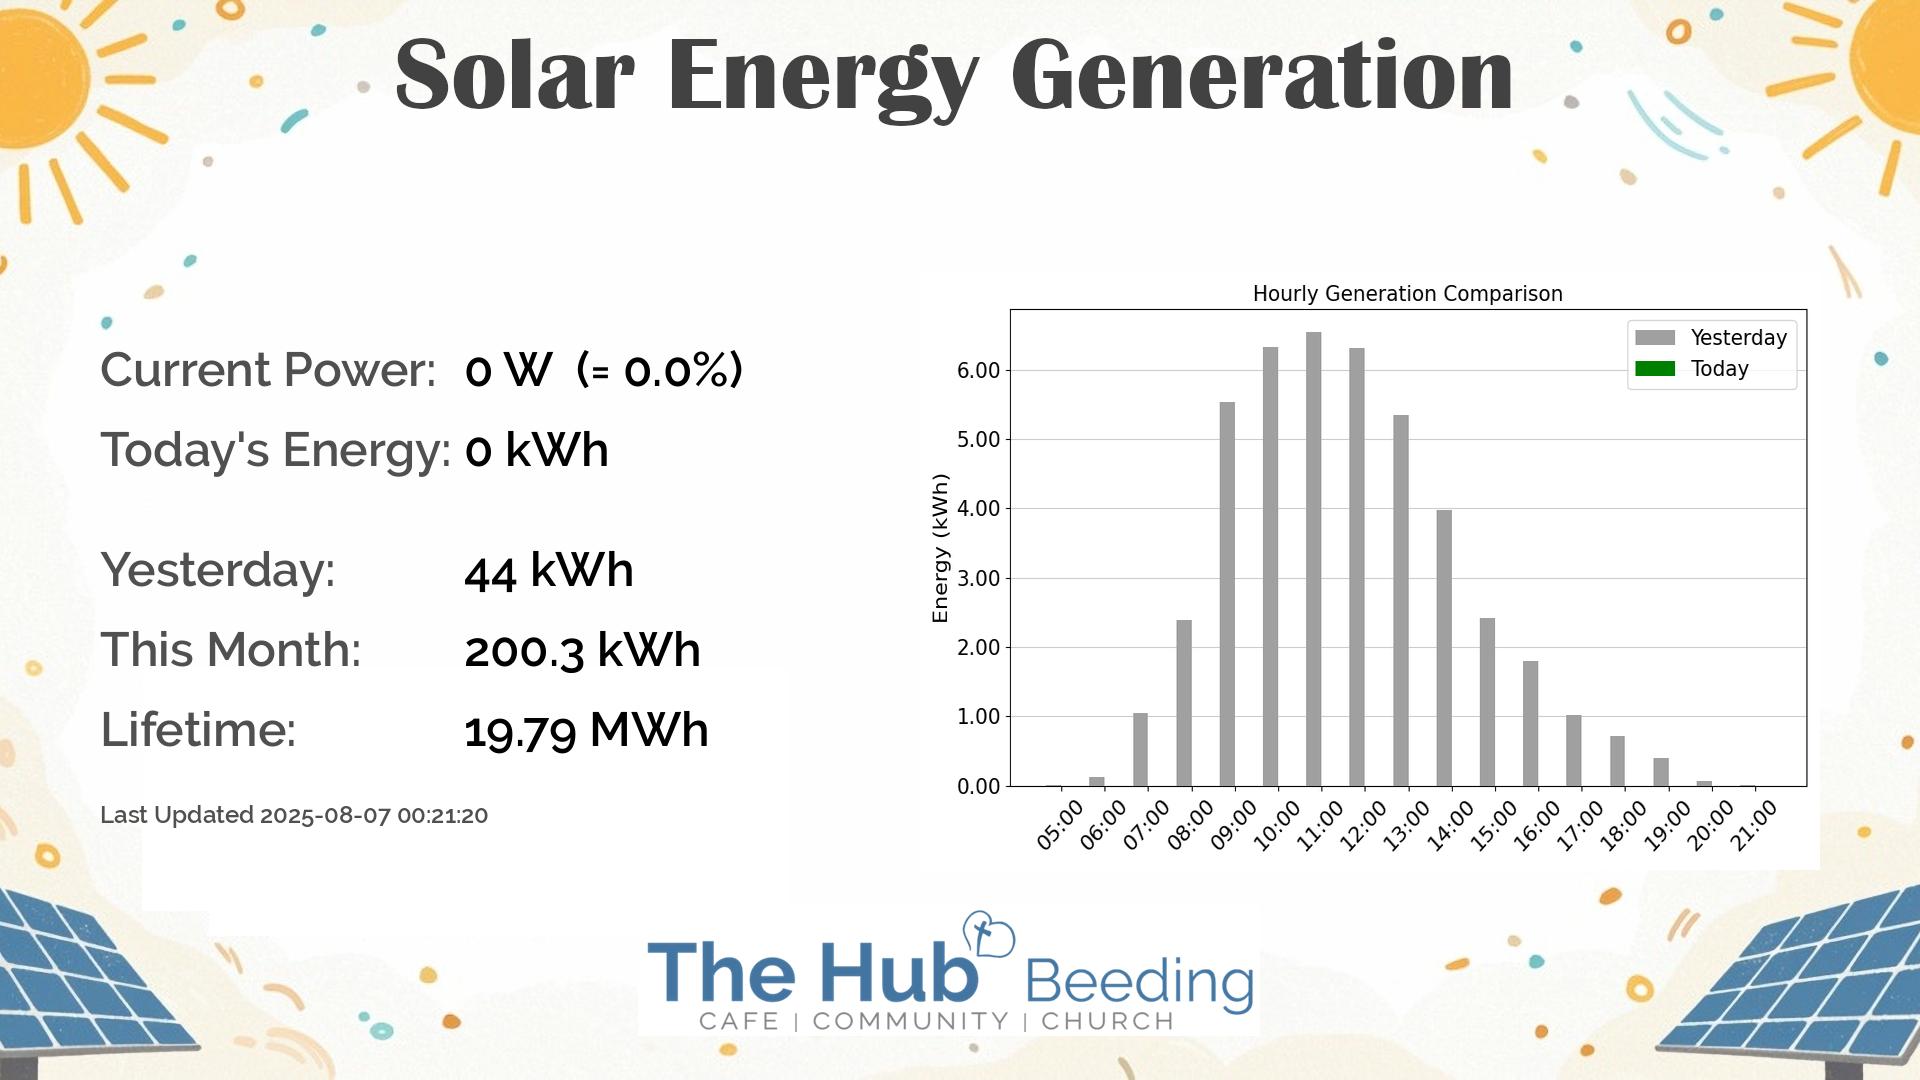 Solar Energy Generation
Current Power: 0 W (= 0.0%)
Today's Energy: 0 kWh
Yesterday: 44 kWh
This Month: 200.3 kWh
Lifetime: 19.79 MWh
Last Updated 2025-08-07 00:21:20
Hourly Generation Comparison
Yesterday
Today
Energy (kWh)
6.00
5.00
4.00
3.00
2.00
1.00
0.00
05:00 06:00 07:00 08:00 09:00 10:00 11:00 12:00 13:00 14:00 15:00 16:00 17:00 18:00 19:00 20:00 21:00
The Hub Beeding
CAFE | COMMUNITY | CHURCH